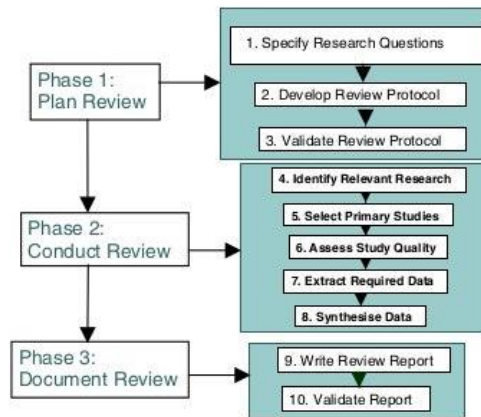 Phase 1:
Plan Review
1. Specify Research Questions
2. Develop Review Protocol
3. Validate Review Protocol
Phase 2:
Conduct Review
4. Identify Relevant Research
5. Select Primary Studies
6. Assess Study Quality
7. Extract Required Data
8. Synthesise Data
Phase 3:
Document Review
9. Write Review Report
10. Validate Report